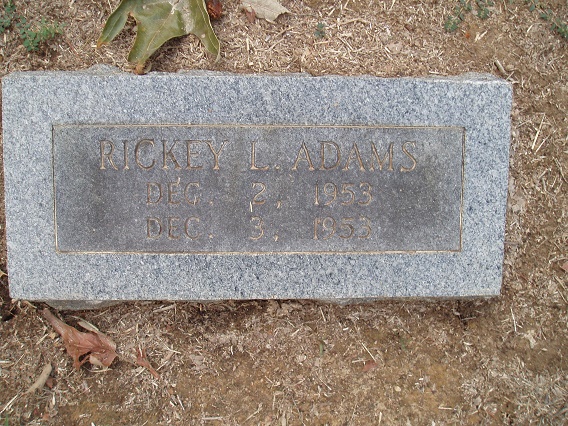 RICKEY L. ADAMS
DEC. 2, 1953
DEC. 3, 1953